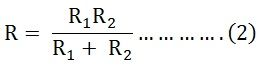 R = R₁R₂ / R₁ + R₂ ... ... ... ... . (2)